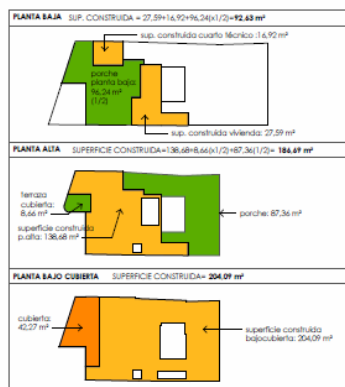 PLANTA BAJA SUP. CONSTRUIDA = 27,59+16,92+96,24(x1/2)=92,63 m²
sup. construida cuarto técnico :16,92 m²
porche
planta baja:
96,24 m²
(1/2)
sup. construida vivienda: 27,59 m²
PLANTA ALTA SUPERFICIE CONSTRUIDA=138,68+8,66(x1/2)+87,36(1/2)= 186,69 m²
terraza
cubierta:
8,66 m²
porche: 87,36 m²
superficie construida
p.alta: 138,68 m²
PLANTA BAJO CUBIERTA SUPERFICIE CONSTRUIDA= 204,09 m²
cubierta:
42,27 m²
superficie construida
bajocubierta: 204,09 m²